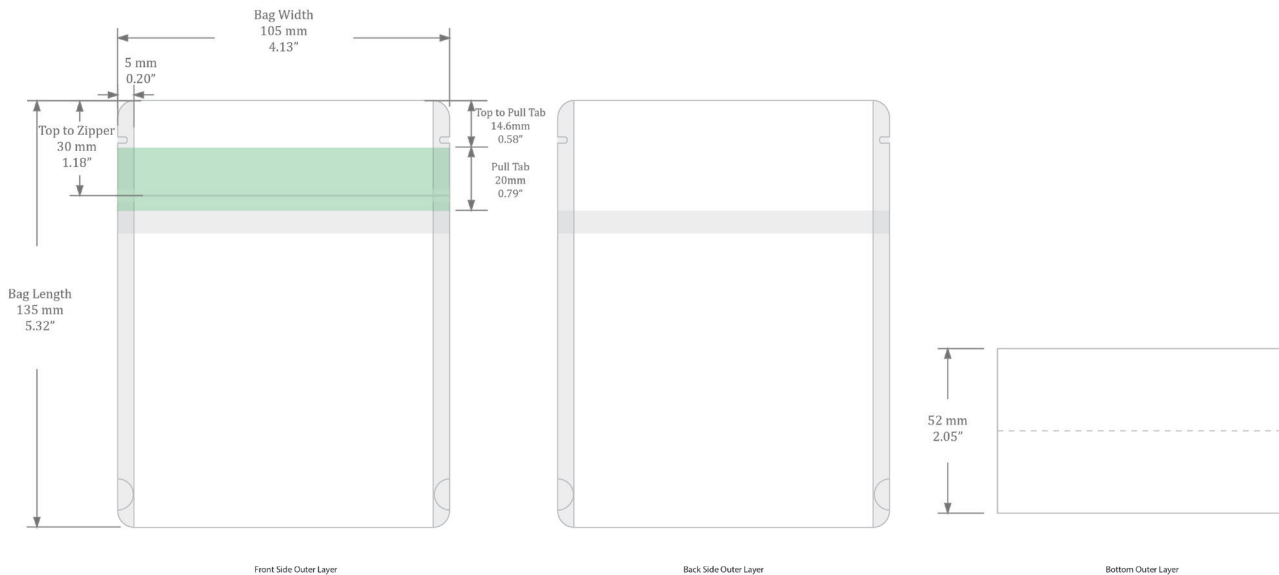 Bag Width
105 mm
4.13”
5 mm
0.20”
Top to Zipper
30 mm
1.18”
Top to Pull Tab
14.6mm
0.58”
Pull Tab
20mm
0.79”
Bag Length
135 mm
5.32”
52 mm
2.05”
Front Side Outer Layer
Back Side Outer Layer
Bottom Outer Layer